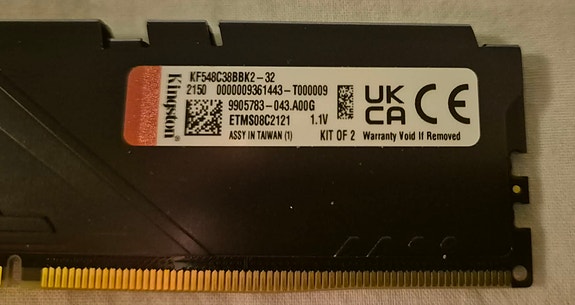 Kingston®
KF548C38BBK2-32
2150 0000009361443-T000009
9905783-043.A00G
ETMS08C2121 1.1V
ASSY IN TAIWAN (1) KIT OF 2
UK
CA
CE
Warranty Void If Removed